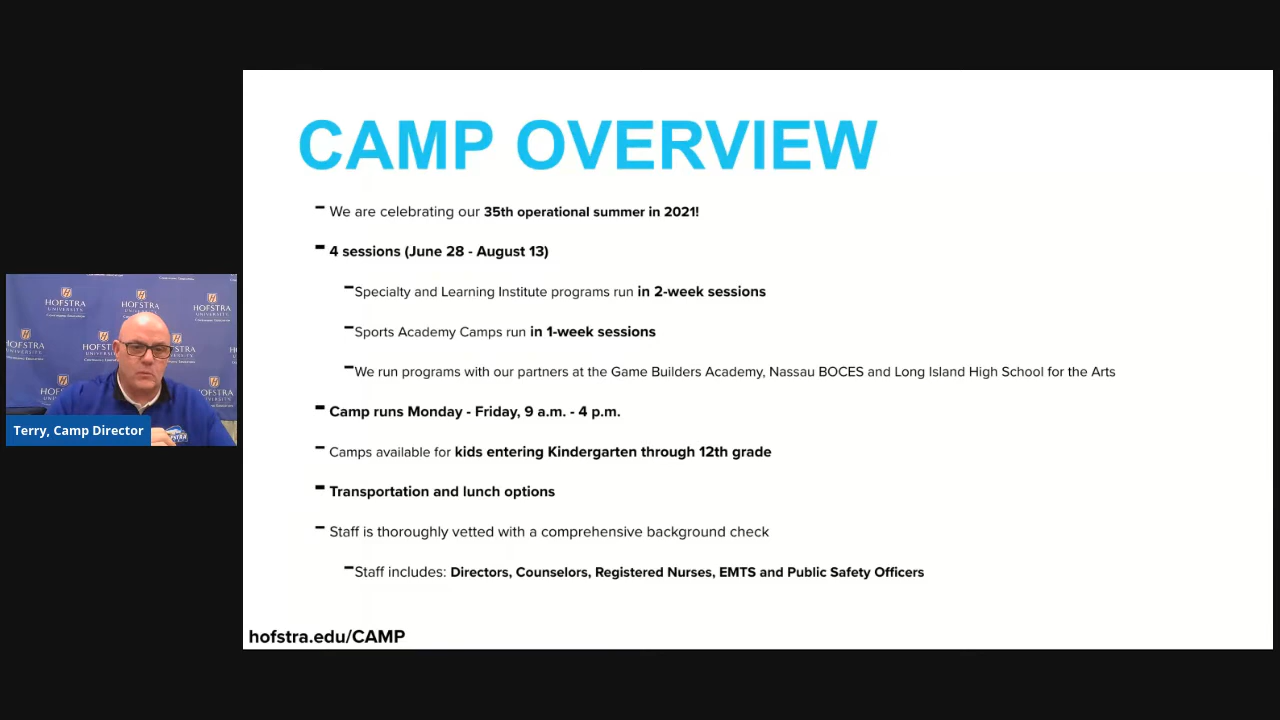 CAMP OVERVIEW
- We are celebrating our 35th operational summer in 2021!
- 4 sessions (June 28 - August 13)
-Specialty and Learning Institute programs run in 2-week sessions
-Sports Academy Camps run in 1-week sessions
-We run programs with our partners at the Game Builders Academy, Nassau BOCES and Long Island High School for the Arts
- Camp runs Monday - Friday, 9 a.m. - 4 p.m.
- Camps available for kids entering Kindergarten through 12th grade
- Transportation and lunch options
- Staff is thoroughly vetted with a comprehensive background check
-Staff includes: Directors, Counselors, Registered Nurses, EMTS and Public Safety Officers
hofstra.edu/CAMP
HOFSTRA
UNIVERSITY
HOFSTRA
UNIVERSITY
HOFSTRA
UNIVERSITY
Terry, Camp Director